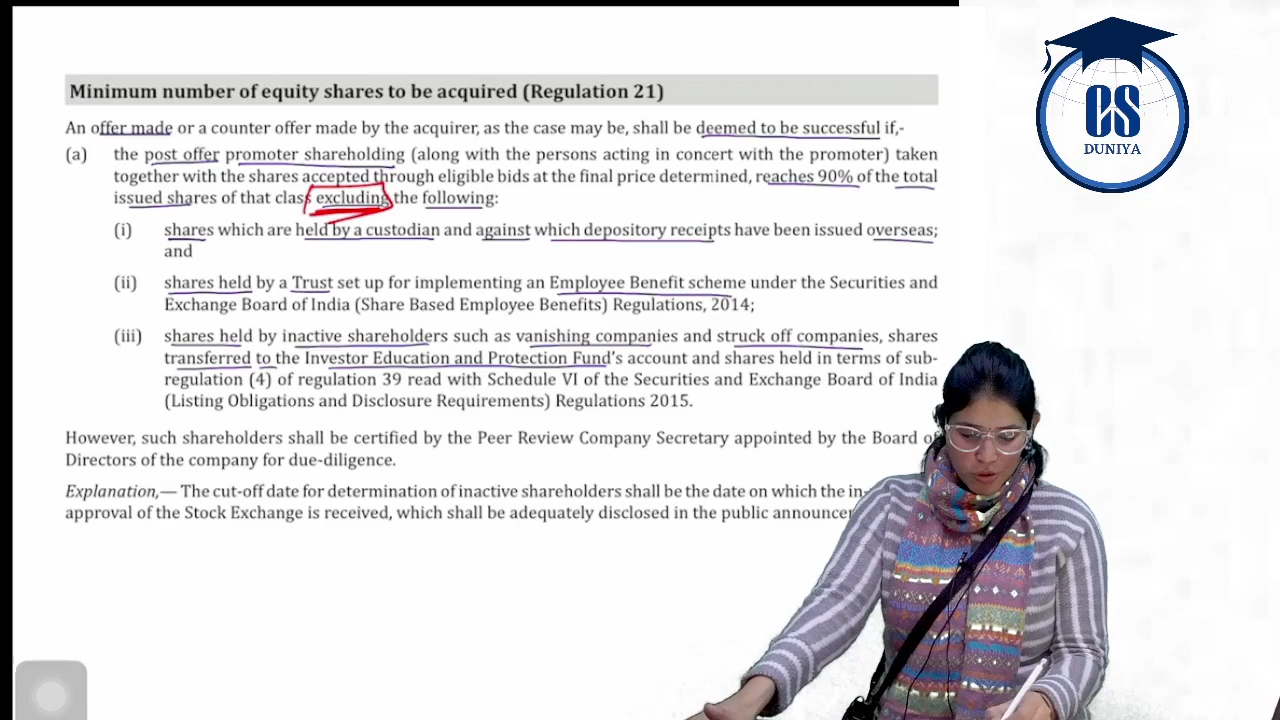 Minimum number of equity shares to be acquired (Regulation 21)
An offer made or a counter offer made by the acquirer, as the case may be, shall be deemed to be successful if,-
(a) the post offer promoter shareholding (along with the persons acting in concert with the promoter) taken
together with the shares accepted through eligible bids at the final price determined, reaches 90% of the total
issued shares of that class excluding the following:
(i) shares which are held by a custodian and against which depository receipts have been issued overseas;
and
(ii) shares held by a Trust set up for implementing an Employee Benefit scheme under the Securities and
Exchange Board of India (Share Based Employee Benefits) Regulations, 2014;
(iii) shares held by inactive shareholders such as vanishing companies and struck off companies, shares
transferred to the Investor Education and Protection Fund's account and shares held in terms of sub-
regulation (4) of regulation 39 read with Schedule VI of the Securities and Exchange Board of India
(Listing Obligations and Disclosure Requirements) Regulations 2015.
However, such shareholders shall be certified by the Peer Review Company Secretary appointed by the Board of
Directors of the company for due-diligence.
Explanation,— The cut-off date for determination of inactive shareholders shall be the date on which the in-
approval of the Stock Exchange is received, which shall be adequately disclosed in the public
CS
DUNIYA